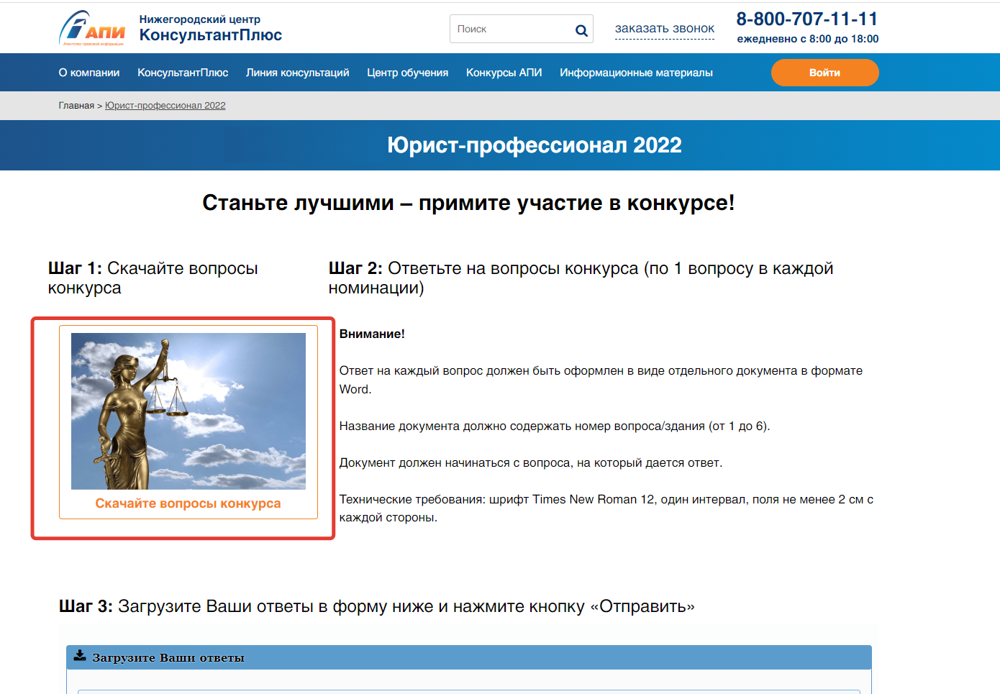 АПИ
Агентство правовой информации
Нижегородский центр
КонсультантПлюс
Поиск
заказать звонок
8-800-707-11-11
ежедневно с 8:00 до 18:00
О компании КонсультантПлюс Линия консультаций Центр обучения Конкурсы АПИ Информационные материалы Войти
Главная > Юрист-профессионал 2022
Юрист-профессионал 2022
Станьте лучшими – примите участие в конкурсе!
Шаг 1: Скачайте вопросы
конкурса
Скачайте вопросы конкурса
Шаг 2: Ответьте на вопросы конкурса (по 1 вопросу в каждой
номинации)
Внимание!
Ответ на каждый вопрос должен быть оформлен в виде отдельного документа в формате
Word.
Название документа должно содержать номер вопроса/здания (от 1 до 6).
Документ должен начинаться с вопроса, на который дается ответ.
Технические требования: шрифт Times New Roman 12, один интервал, поля не менее 2 см с
каждой стороны.
Шаг 3: Загрузите Ваши ответы в форму ниже и нажмите кнопку «Отправить»
Загрузите Ваши ответы